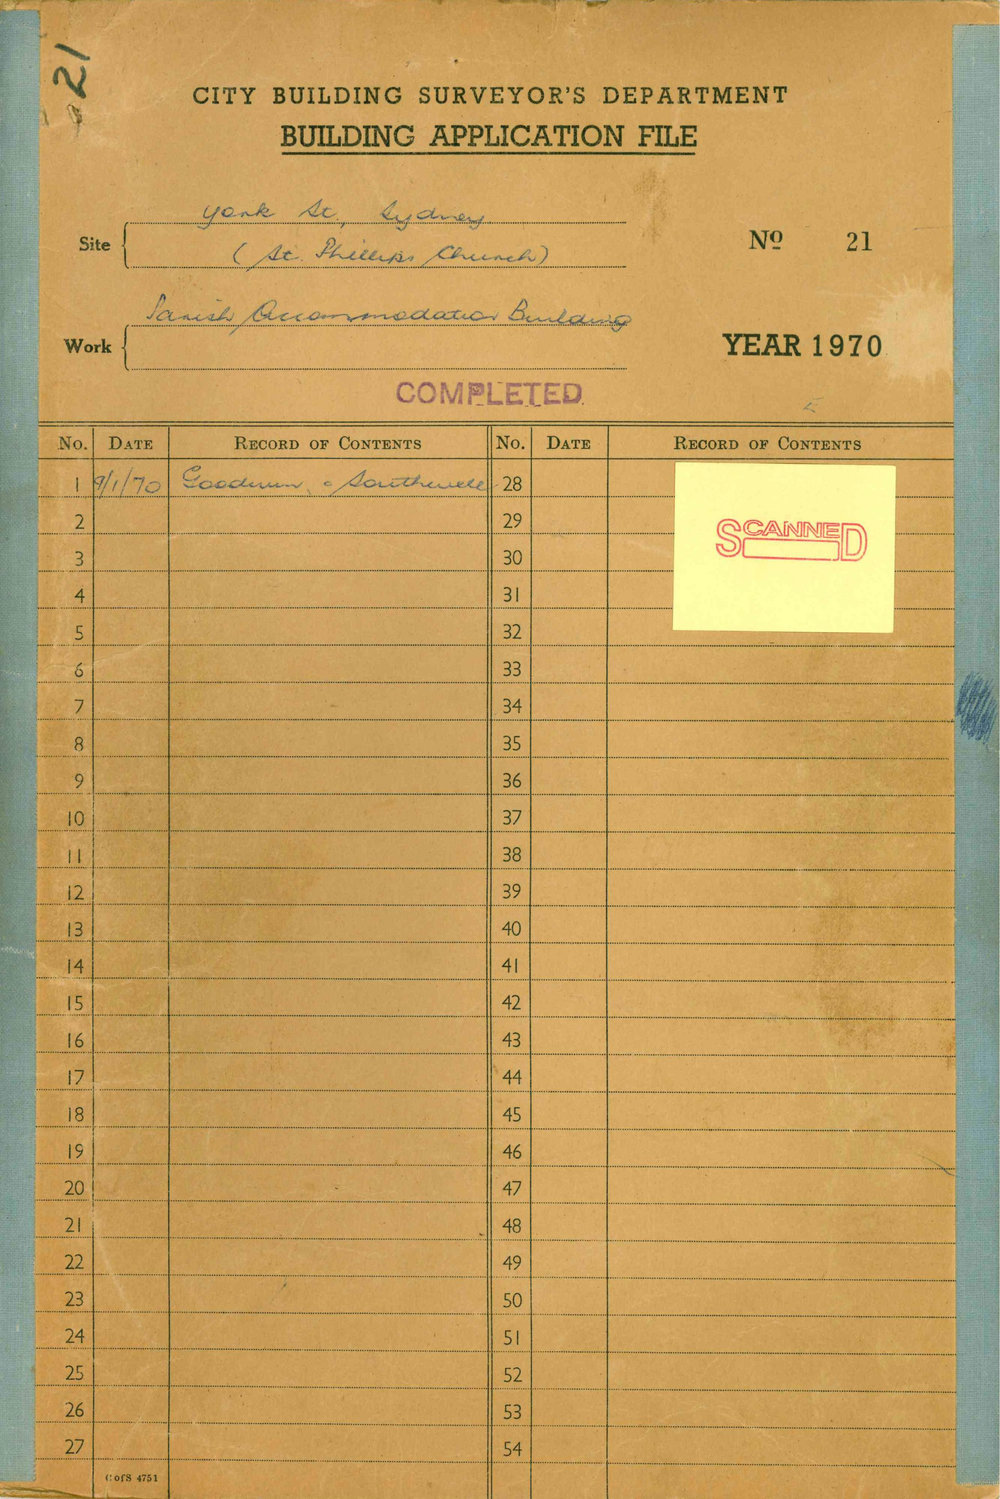 21
CITY BUILDING SURVEYOR'S DEPARTMENT
BUILDING APPLICATION FILE
Site
York St., Sydney
(St. Phillips Church)
Nº 21
Work
Parish Accommodation Building
YEAR 1970
COMPLETED
No. DATE RECORD OF CONTENTS No. DATE RECORD OF CONTENTS
1 9/1/70 Goodwin, & Southwell 28
SCANNED
2 29
3 30
4 31
5 32
6 33
7 34
8 35
9 36
10 37
11 38
12 39
13 40
14 41
15 42
16 43
17 44
18 45
19 46
20 47
21 48
22 49
23 50
24 51
25 52
26 53
27 54
C of S 4751